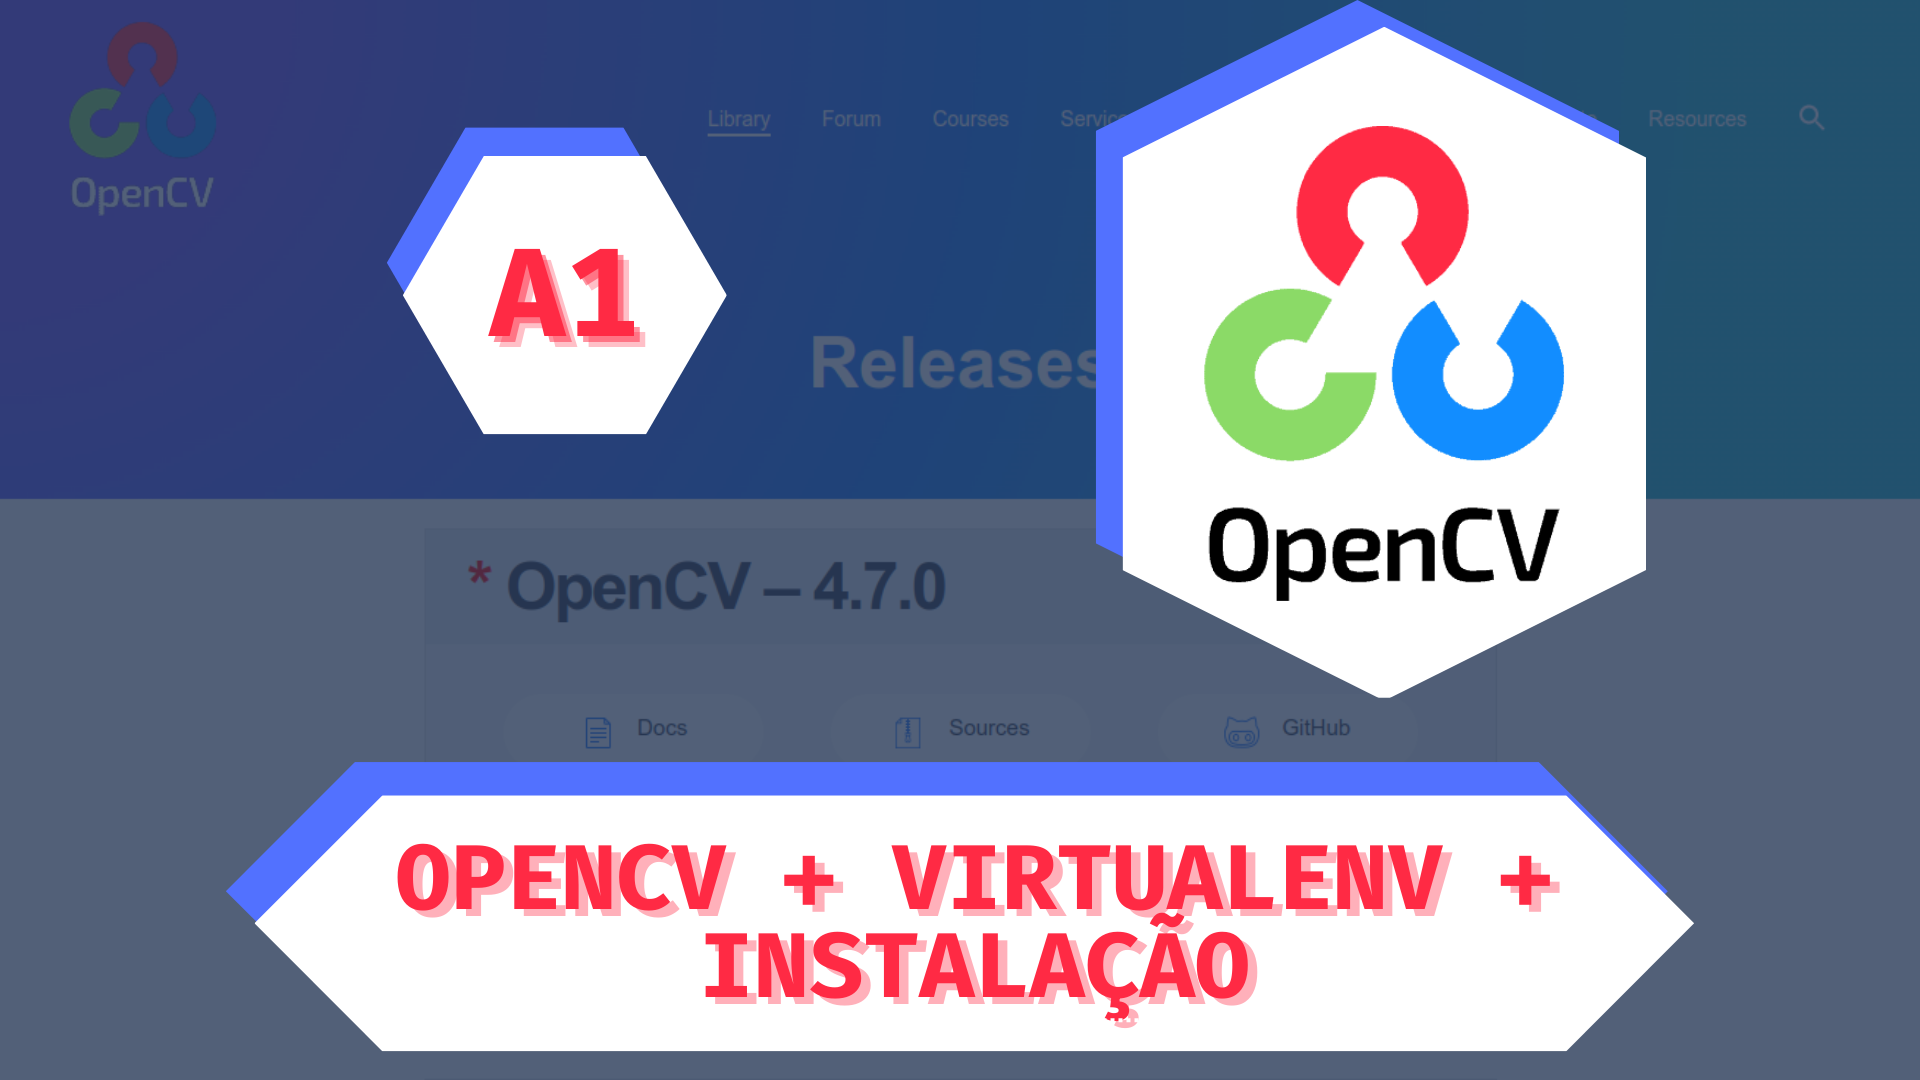 OpenCV
Library Forum Courses Resources
A1
Releases
OpenCV
* OpenCV – 4.7.0
Docs Sources GitHub
OPENCV + VIRTUALENV +
INSTALAÇÃO